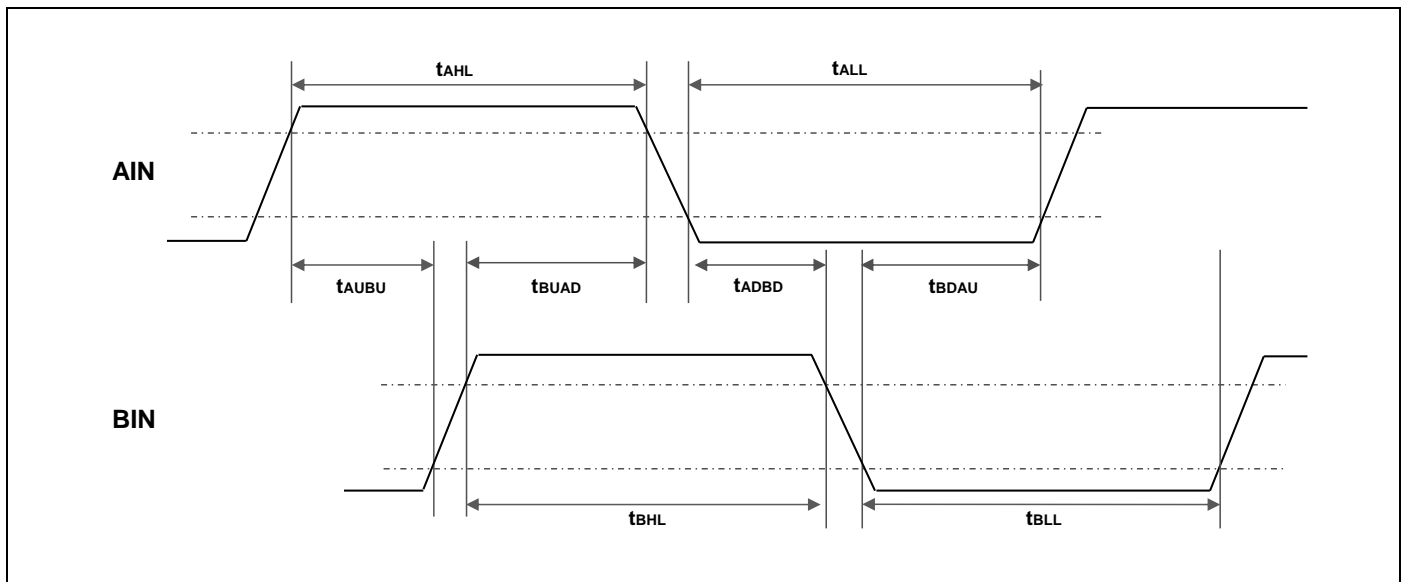 tAHL tALL
AIN
tAUBU tBUAD tADBD tBDAU
BIN
tBHL tBLL